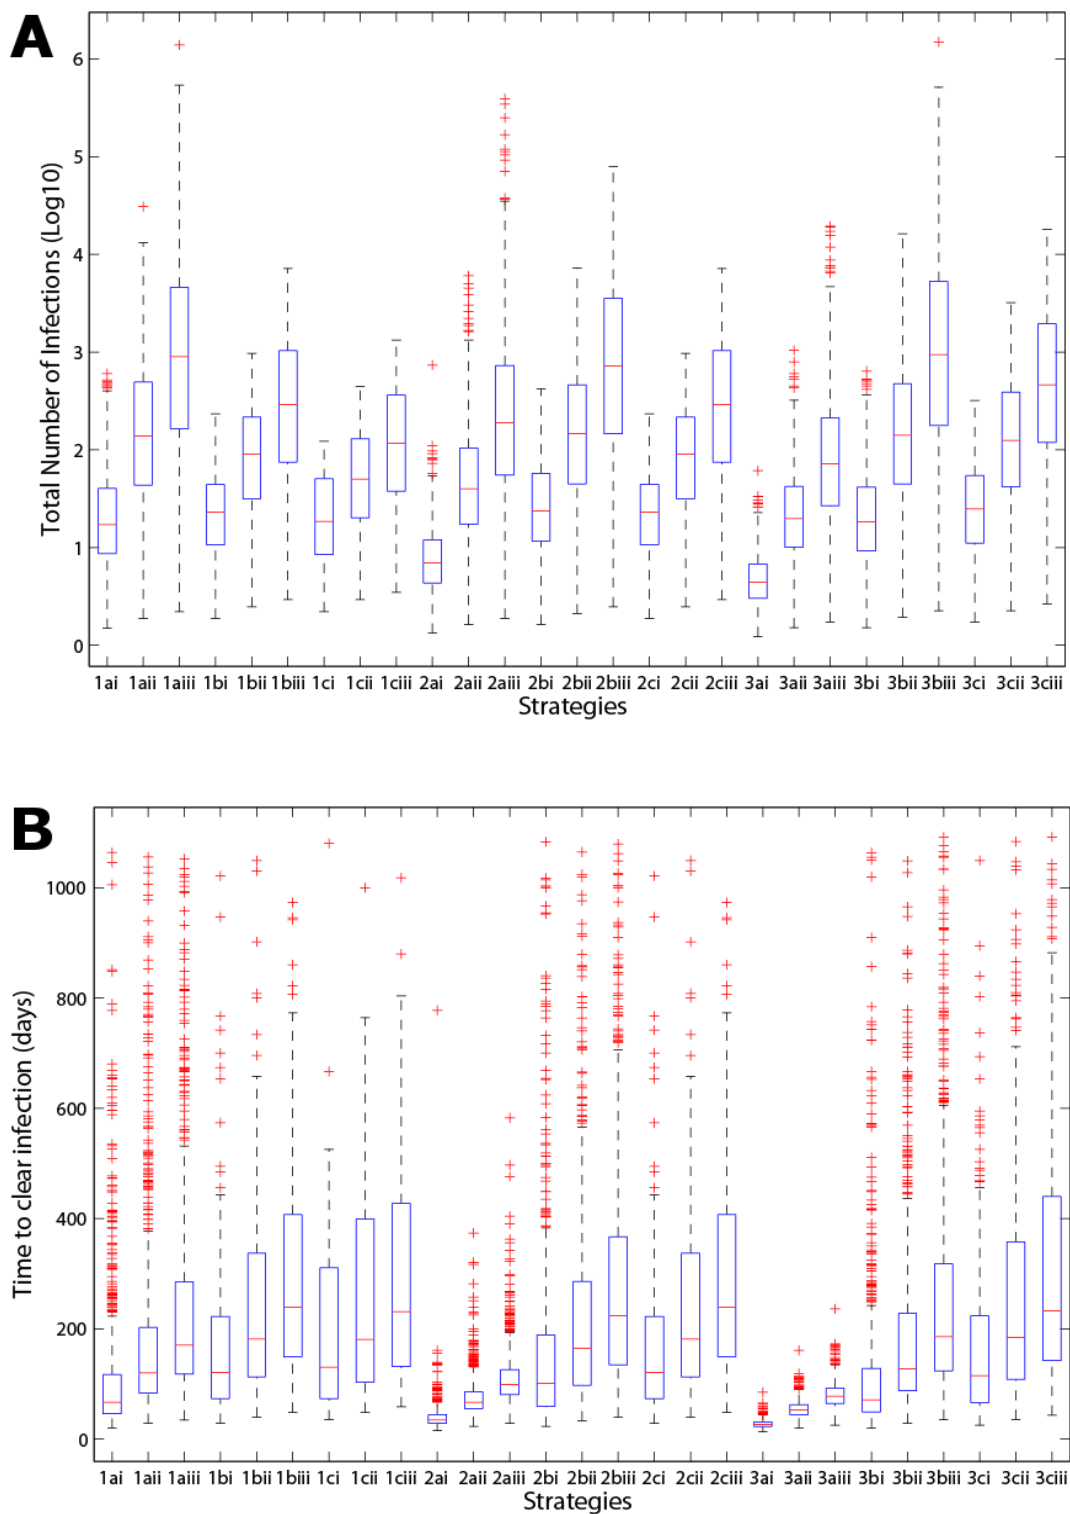 A
Total Number of Infections (Log10)
6
5
4
3
2
1
0
1ai 1aii 1aiii 1bi 1bii 1biii 1ci 1cii 1ciii 2ai 2aii 2aiii 2bi 2bii 2biii 2ci 2cii 2ciii 3ai 3aii 3aiii 3bi 3bii 3biii 3ci 3cii 3ciii
Strategies
B
Time to clear infection (days)
1000
800
600
400
200
0
1ai 1aii 1aiii 1bi 1bii 1biii 1ci 1cii 1ciii 2ai 2aii 2aiii 2bi 2bii 2biii 2ci 2cii 2ciii 3ai 3aii 3aiii 3bi 3bii 3biii 3ci 3cii 3ciii
Strategies